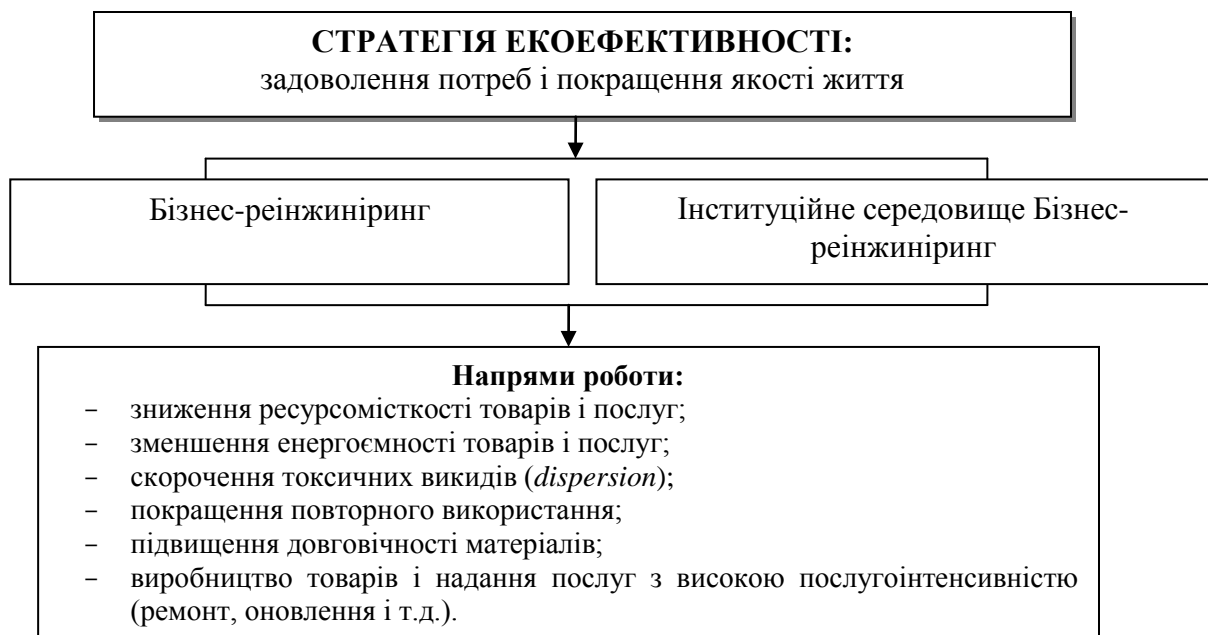 СТРАТЕГІЯ ЕКОЕФЕКТИВНОСТІ:
задоволення потреб і покращення якості життя
Бізнес-реінжиніринг
Інституційне середовище Бізнес-
реінжиніринг
Напрями роботи:
- зниження ресурсомісткості товарів і послуг;
- зменшення енергоємності товарів і послуг;
- скорочення токсичних викидів (dispersion);
- покращення повторного використання;
- підвищення довговічності матеріалів;
- виробництво товарів і надання послуг з високою послугоінтенсивністю
(ремонт, оновлення і т.д.).